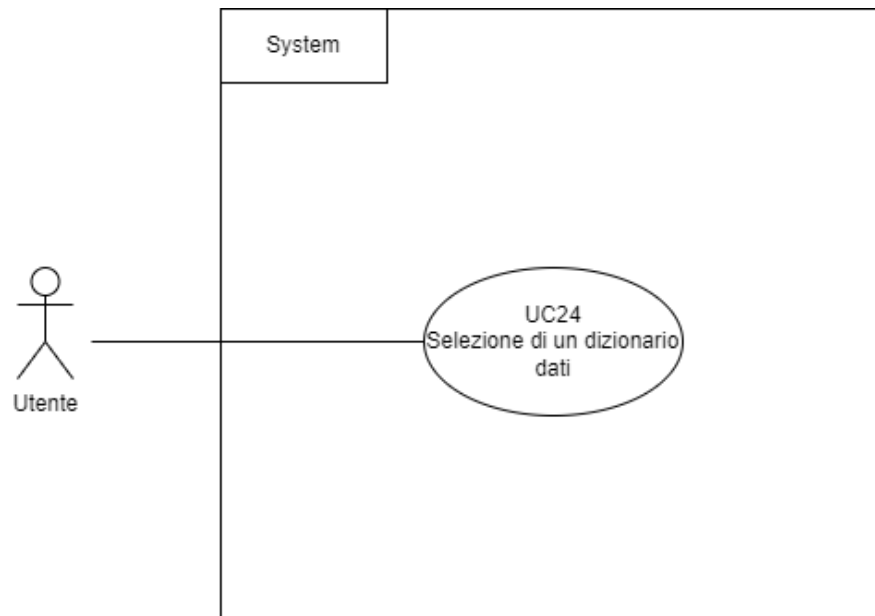 System
UC24
Selezione di un dizionario
dati
Utente